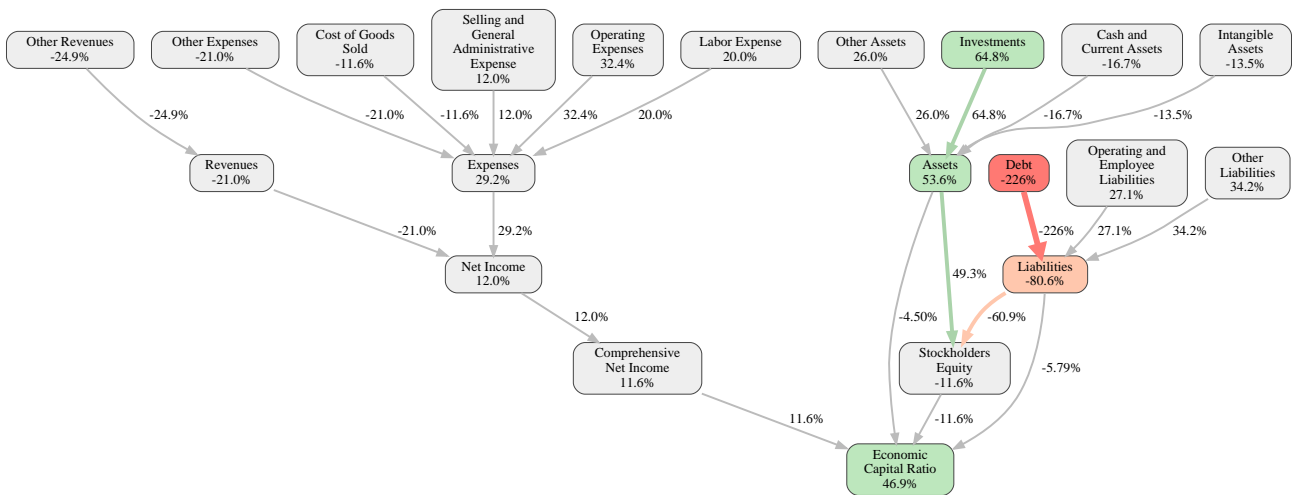 Other Revenues
-24.9%
Other Expenses
-21.0%
Cost of Goods
Sold
-11.6%
Selling and
General
Administrative
Expense
12.0%
Operating
Expenses
32.4%
Labor Expense
20.0%
Other Assets
26.0%
Investments
64.8%
Cash and
Current Assets
-16.7%
Intangible
Assets
-13.5%
-24.9%
-21.0%
-11.6%
12.0%
32.4%
20.0%
26.0%
64.8%
-16.7%
-13.5%
Revenues
-21.0%
Expenses
29.2%
Assets
53.6%
Debt
-226%
Operating and
Employee
Liabilities
27.1%
Other
Liabilities
34.2%
-21.0%
29.2%
-226%
27.1%
34.2%
Net Income
12.0%
49.3%
Liabilities
-80.6%
12.0%
-4.50%
-60.9%
Comprehensive
Net Income
11.6%
Stockholders
Equity
-11.6%
-5.79%
11.6%
-11.6%
Economic
Capital Ratio
46.9%